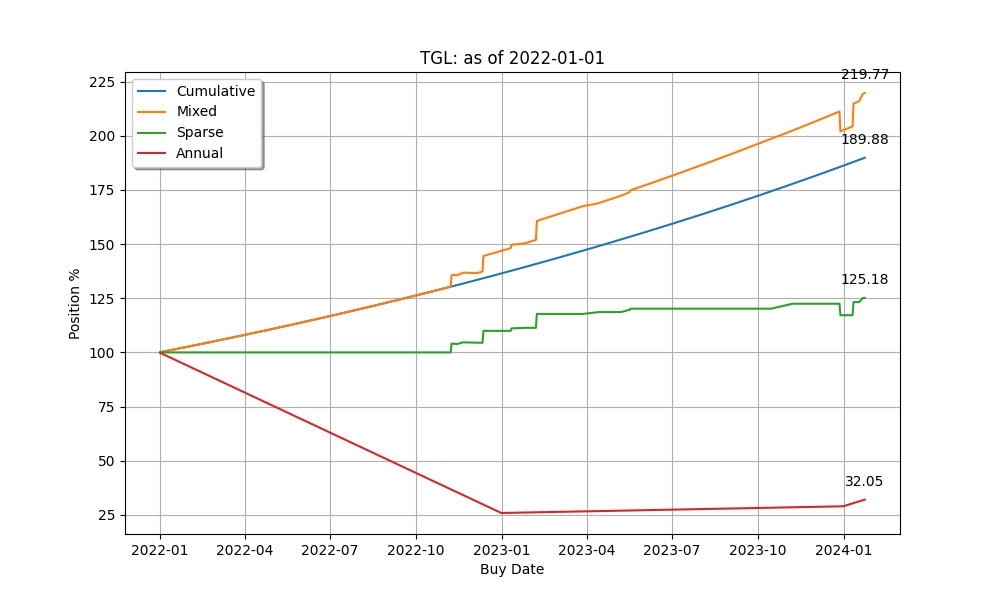 TGL: as of 2022-01-01
219.77
225
Cumulative
Mixed
Sparse
Annual
200
189.88
175
150
125.18
125
Position %
100
75
50
32.05
25
2022-01 2022-04 2022-07 2022-10 2023-01 2023-04 2023-07 2023-10 2024-01
Buy Date